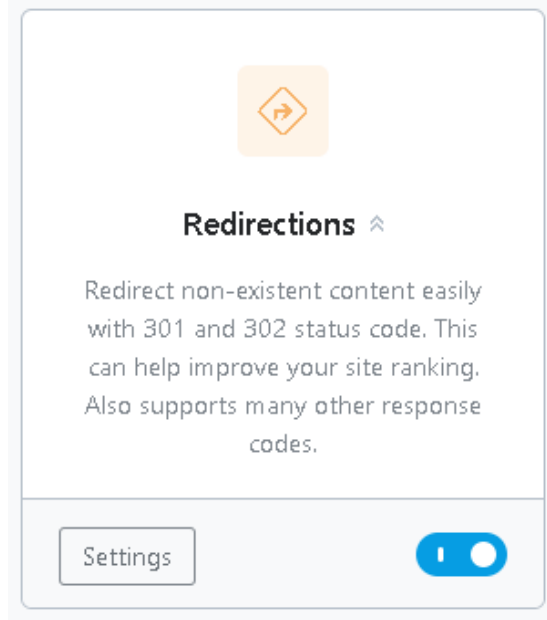 Redirections
Redirect non-existent content easily
with 301 and 302 status code. This
can help improve your site ranking.
Also supports many other response
codes.
Settings